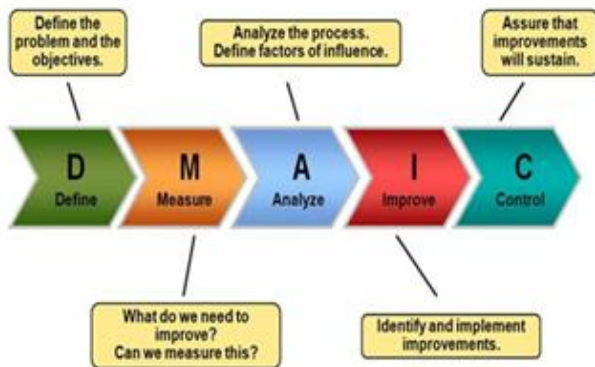 Define the
problem and the
objectives.
Analyze the process.
Define factors of influence.
Assure that
improvements
will sustain.
D
Define
M
Measure
A
Analyze
I
Improve
C
Control
What do we need to
improve?
Can we measure this?
Identify and implement
improvements.